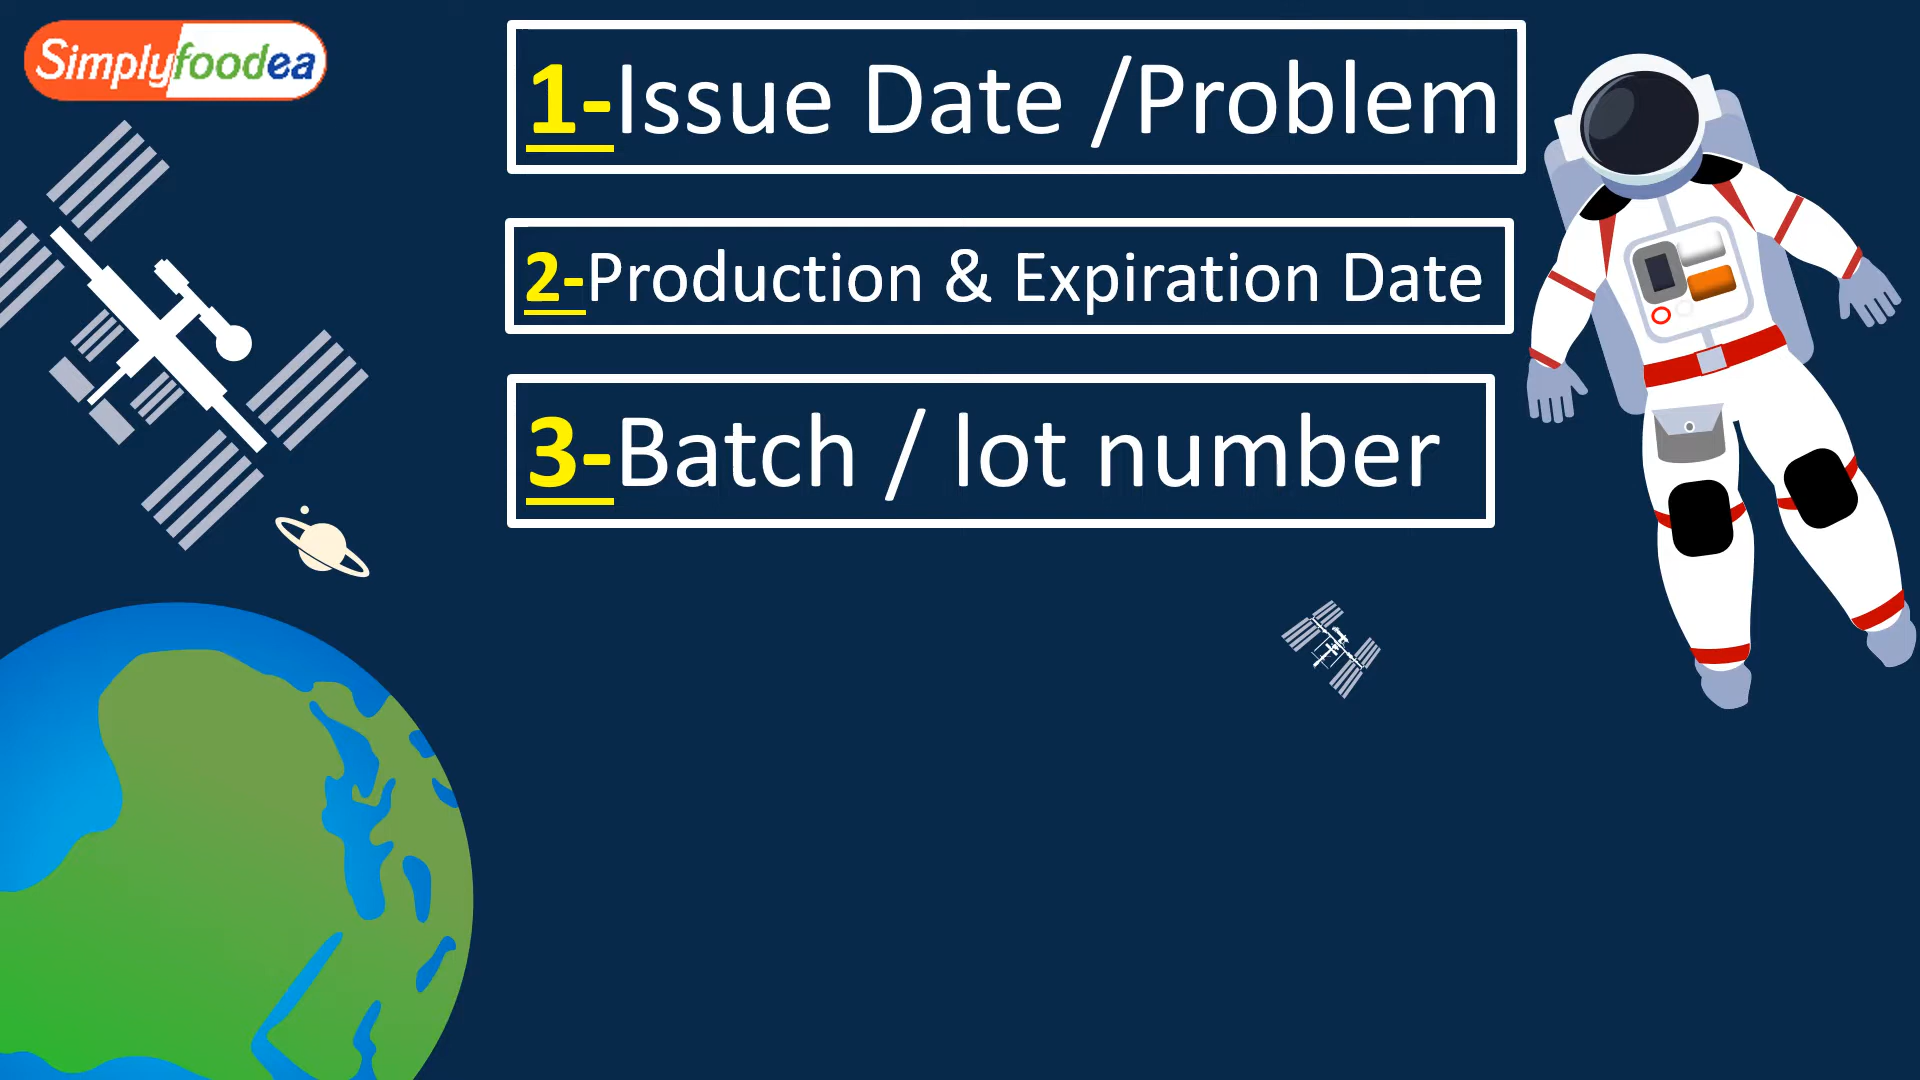 Simplyfoodea
1-Issue Date /Problem
2-Production & Expiration Date
3-Batch / lot number